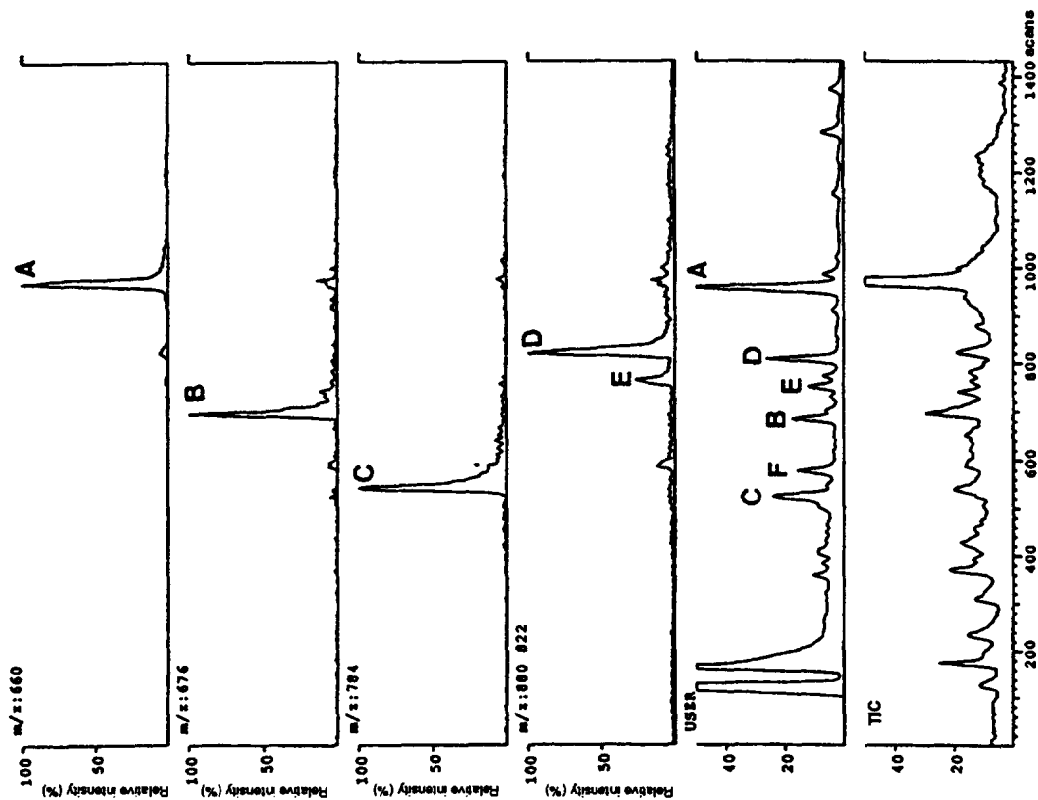 m/z:660
100
50
Relative intensity (%)
A
m/z:676
100
50
Relative intensity (%)
B
m/z:784
100
50
Relative intensity (%)
C
m/z:880 822
100
50
Relative intensity (%)
E
D
USER
20
40
C
F
B
E
D
A
TIC
20
40
200
400
600
800
1000
1200
1400 scans